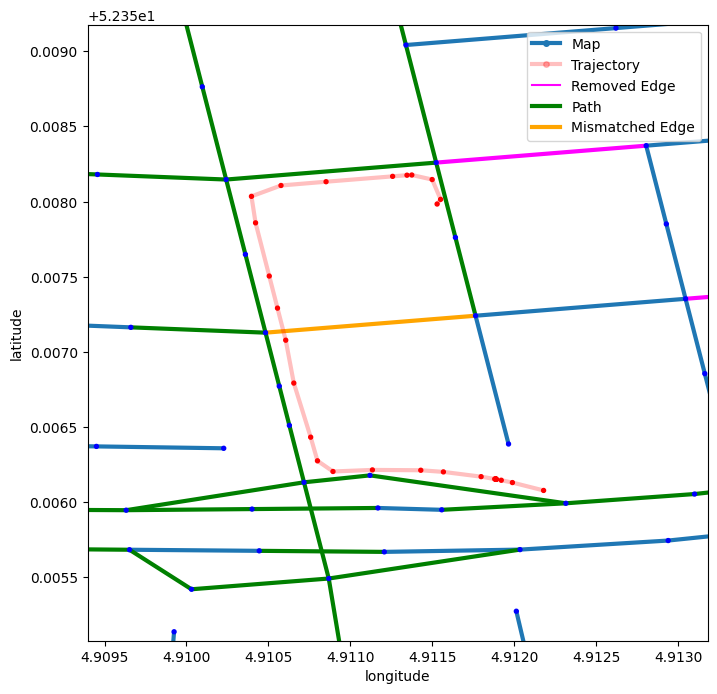 +5.235e1
0.0090
0.0085
0.0080
0.0075
0.0070
0.0065
0.0060
0.0055
latitude
Map
Trajectory
Removed Edge
Path
Mismatched Edge
4.9095 4.9100 4.9105 4.9110 4.9115 4.9120 4.9125 4.9130
longitude